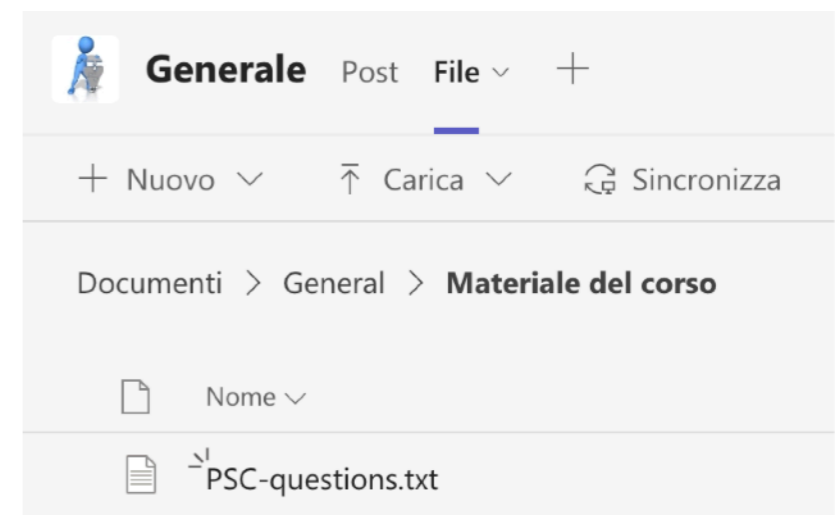 Generale Post File
Nuovo Carica Sincronizza
Documenti > General > Materiale del corso
Nome
PSC-questions.txt